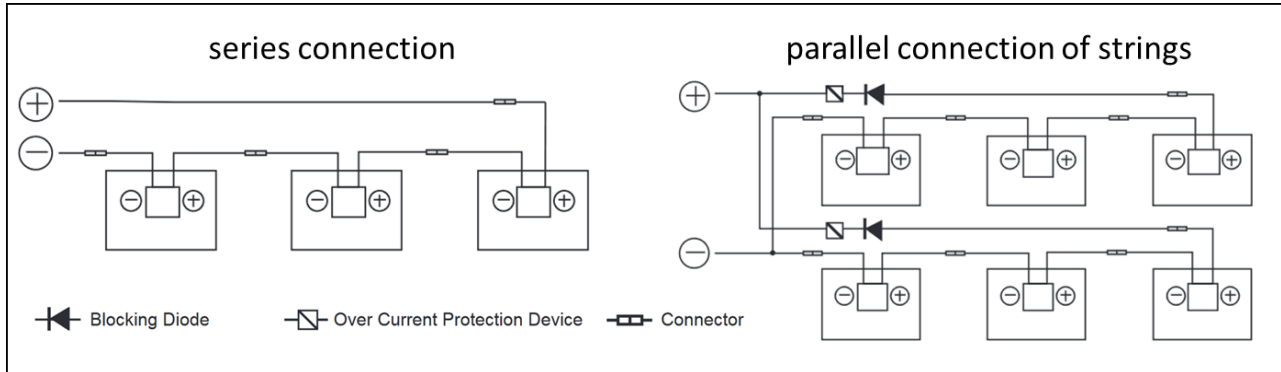 series connection
parallel connection of strings
+
−
− + − + − +
+
− + − + − +
−
− + − + − +
Blocking Diode
Over Current Protection Device
Connector